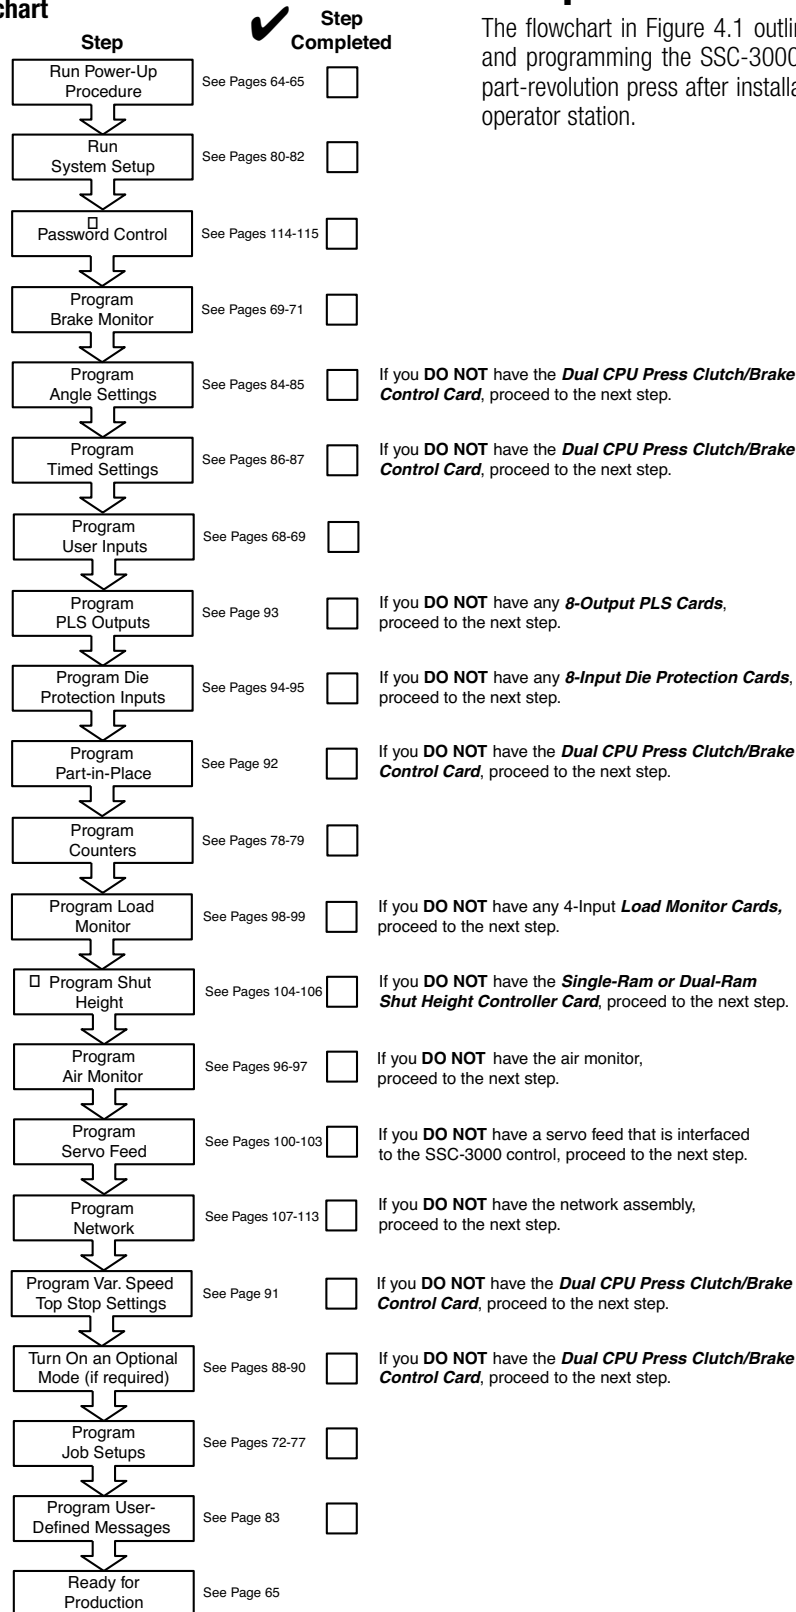 chart
Step
✔ Step
Completed
The flowchart in Figure 4.1 outlin
and programming the SSC-3000
part-revolution press after installa
operator station.
Run Power-Up
Procedure
See Pages 64-65
Run
System Setup
See Pages 80-82
Password Control
See Pages 114-115
Program
Brake Monitor
See Pages 69-71
Program
Angle Settings
See Pages 84-85
If you DO NOT have the Dual CPU Press Clutch/Brake
Control Card, proceed to the next step.
Program
Timed Settings
See Pages 86-87
If you DO NOT have the Dual CPU Press Clutch/Brake
Control Card, proceed to the next step.
Program
User Inputs
See Pages 68-69
Program
PLS Outputs
See Page 93
If you DO NOT have any 8-Output PLS Cards,
proceed to the next step.
Program Die
Protection Inputs
See Pages 94-95
If you DO NOT have any 8-Input Die Protection Cards,
proceed to the next step.
Program
Part-in-Place
See Page 92
If you DO NOT have the Dual CPU Press Clutch/Brake
Control Card, proceed to the next step.
Program
Counters
See Pages 78-79
Program Load
Monitor
See Pages 98-99
If you DO NOT have any 4-Input Load Monitor Cards,
proceed to the next step.
Program Shut
Height
See Pages 104-106
If you DO NOT have the Single-Ram or Dual-Ram
Shut Height Controller Card, proceed to the next step.
Program
Air Monitor
See Pages 96-97
If you DO NOT have the air monitor,
proceed to the next step.
Program
Servo Feed
See Pages 100-103
If you DO NOT have a servo feed that is interfaced
to the SSC-3000 control, proceed to the next step.
Program
Network
See Pages 107-113
If you DO NOT have the network assembly,
proceed to the next step.
Program Var. Speed
Top Stop Settings
See Page 91
If you DO NOT have the Dual CPU Press Clutch/Brake
Control Card, proceed to the next step.
Turn On an Optional
Mode (if required)
See Pages 88-90
If you DO NOT have the Dual CPU Press Clutch/Brake
Control Card, proceed to the next step.
Program
Job Setups
See Pages 72-77
Program User-
Defined Messages
See Page 83
Ready for
Production
See Page 65